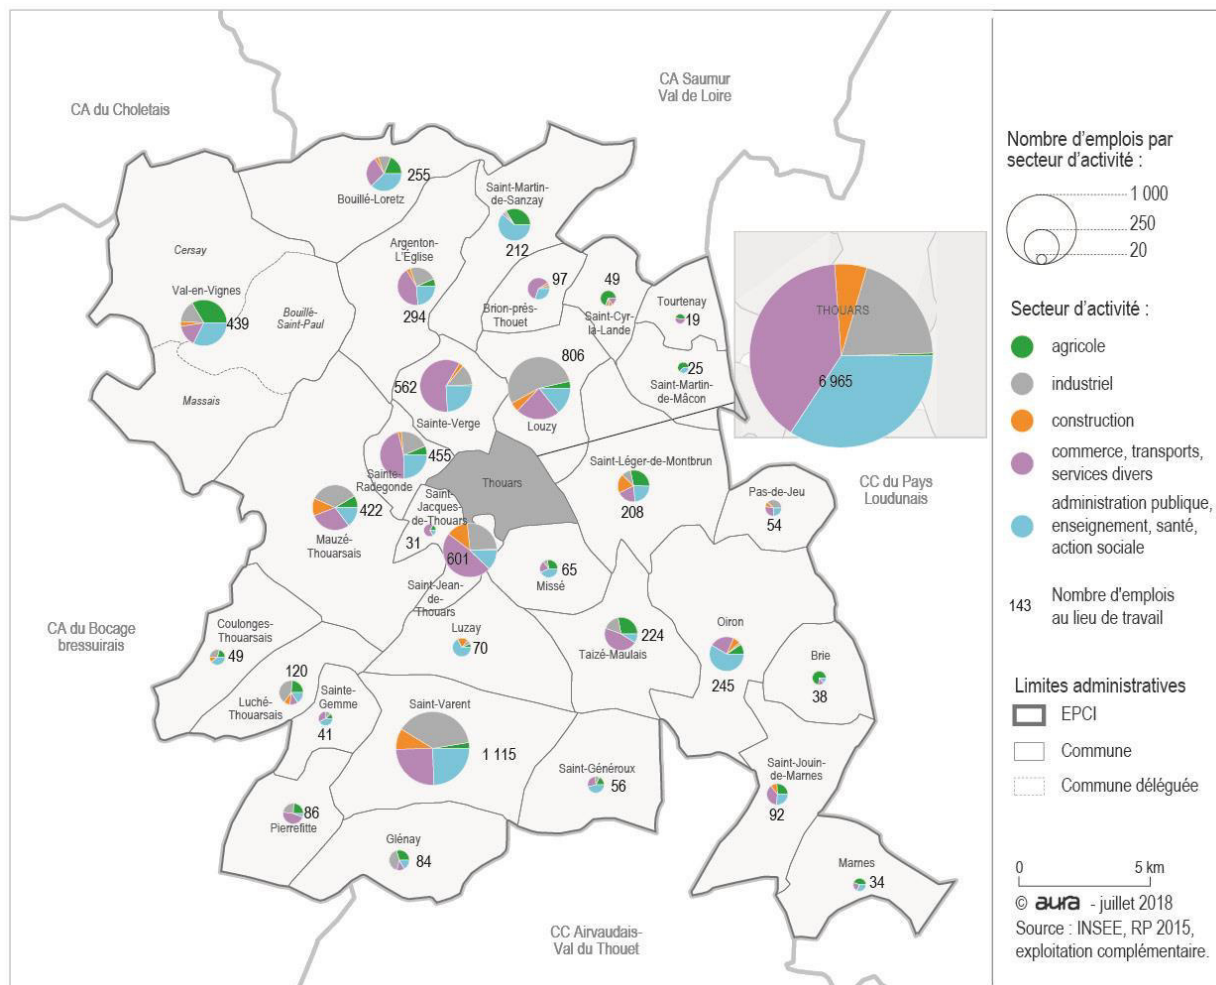 CA du Choletais
CA Saumur
Val de Loire
Bouillé-Loretz
255
Saint-Martin-
de-Sanzay
212
Cersay
Argenton-
L'Église
294
Val-en-Vignes
439
Bouillé-
Saint-Paul
Massais
97
Brion-près-
Thouet
49
Saint-Cyr-
la-Lande
Tourtenay
19
25
Saint-Martin-
de-Mâcon
THOUARS
6 965
562
Sainte-Verge
806
Louzy
455
Sainte-
Radegonde
Thouars
Saint-Léger-de-Montbrun
208
CC du Pays
Loudunais
Pas-de-Jeu
54
422
Mauzé-
Thouarsais
Saint-
Jacques-
de-Thouars
31
601
Saint-Jean-
de-
Thouars
65
Missé
CA du Bocage
bressuirais
Coulonges-
Thouarsais
49
Luzay
70
Taizé-Maulais
224
Oiron
245
Brie
38
120
Luché-
Thouarsais
Sainte-
Gemme
41
Saint-Varent
1 115
Saint-Généroux
56
Saint-Jouin-
de-Marnes
92
86
Pierrefitte
Glénay
84
Marnes
34
CC Airvaudais-
Val du Thouet
Nombre d'emplois par
secteur d'activité :
1 000
250
20
Secteur d'activité :
agricole
industriel
construction
commerce, transports,
services divers
administration publique,
enseignement, santé,
action sociale
143
Nombre d'emplois
au lieu de travail
Limites administratives
EPCI
Commune
Commune déléguée
0 5 km
© aura - juillet 2018
Source : INSEE, RP 2015,
exploitation complémentaire.